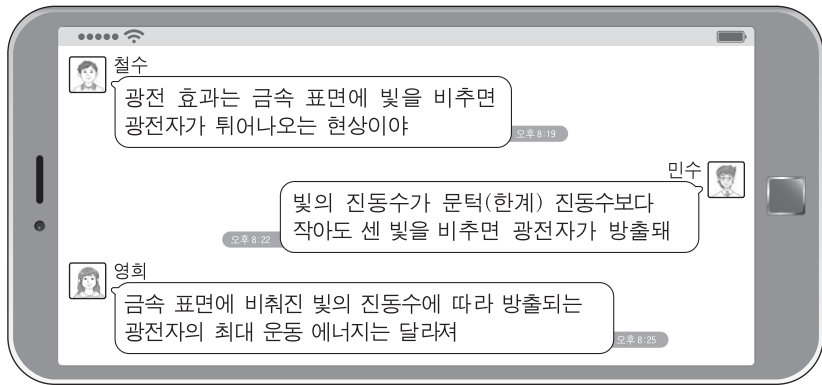 철수
광전 효과는 금속 표면에 빛을 비추면
광전자가 튀어나오는 현상이야
오후 8:19
민수
빛의 진동수가 문턱(한계) 진동수보다
작아도 센 빛을 비추면 광전자가 방출돼
오후 8:22
영희
금속 표면에 비춰진 빛의 진동수에 따라 방출되는
광전자의 최대 운동 에너지는 달라져
오후 8:25